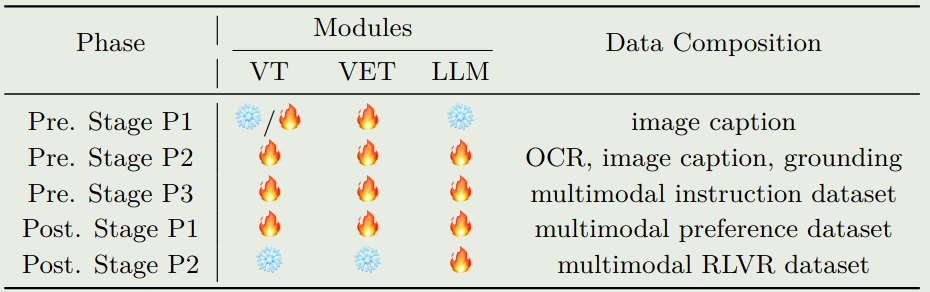 Phase Modules Data Composition
VT VET LLM
Pre. Stage P1 ❄️/🔥 🔥 ❄️ image caption
Pre. Stage P2 🔥 🔥 🔥 OCR, image caption, grounding
Pre. Stage P3 🔥 🔥 🔥 multimodal instruction dataset
Post. Stage P1 🔥 🔥 🔥 multimodal preference dataset
Post. Stage P2 ❄️ ❄️ 🔥 multimodal RLVR dataset